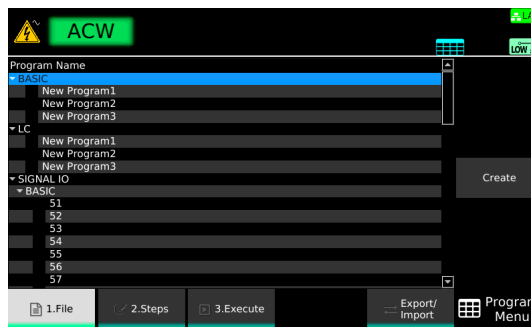 ACW
LOW
Program Name
BASIC
New Program1
New Program2
New Program3
LC
New Program1
New Program2
New Program3
SIGNAL IO
BASIC
51
52
53
54
55
56
57
Create
1.File
2.Steps
3.Execute
Export/
Import
Program
Menu